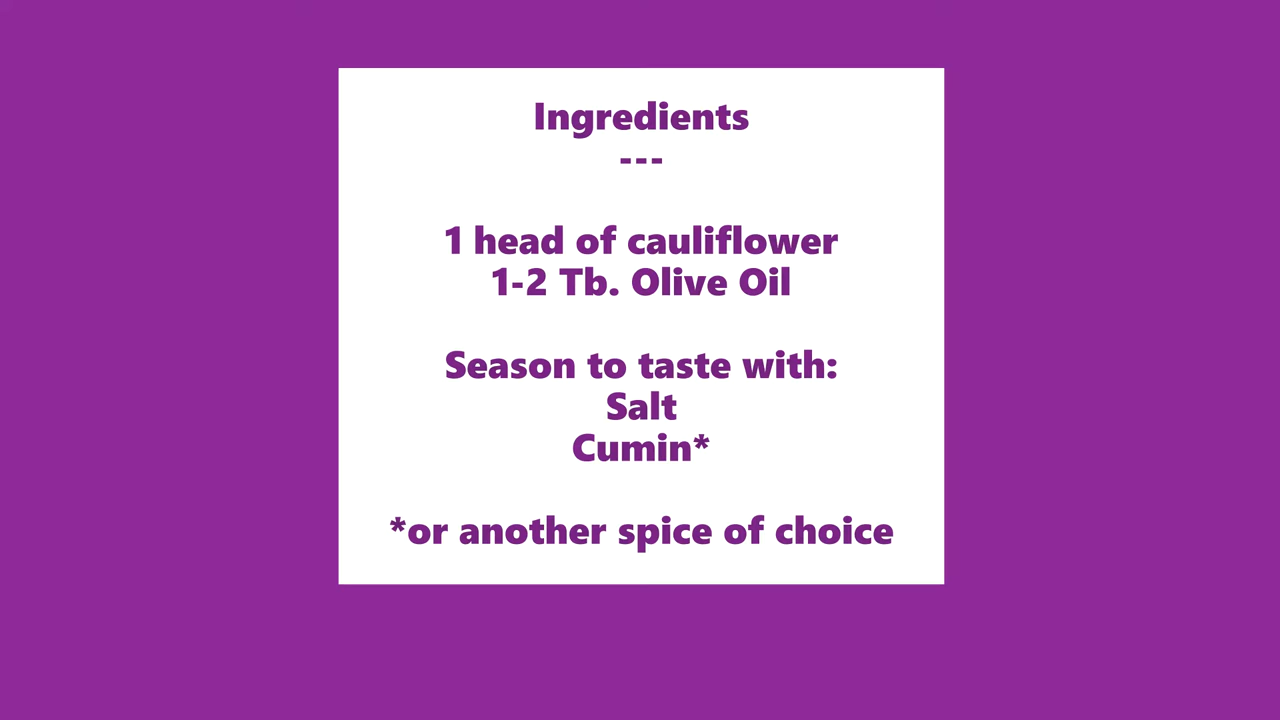 Ingredients
---
1 head of cauliflower
1-2 Tb. Olive Oil
Season to taste with:
Salt
Cumin*
*or another spice of choice